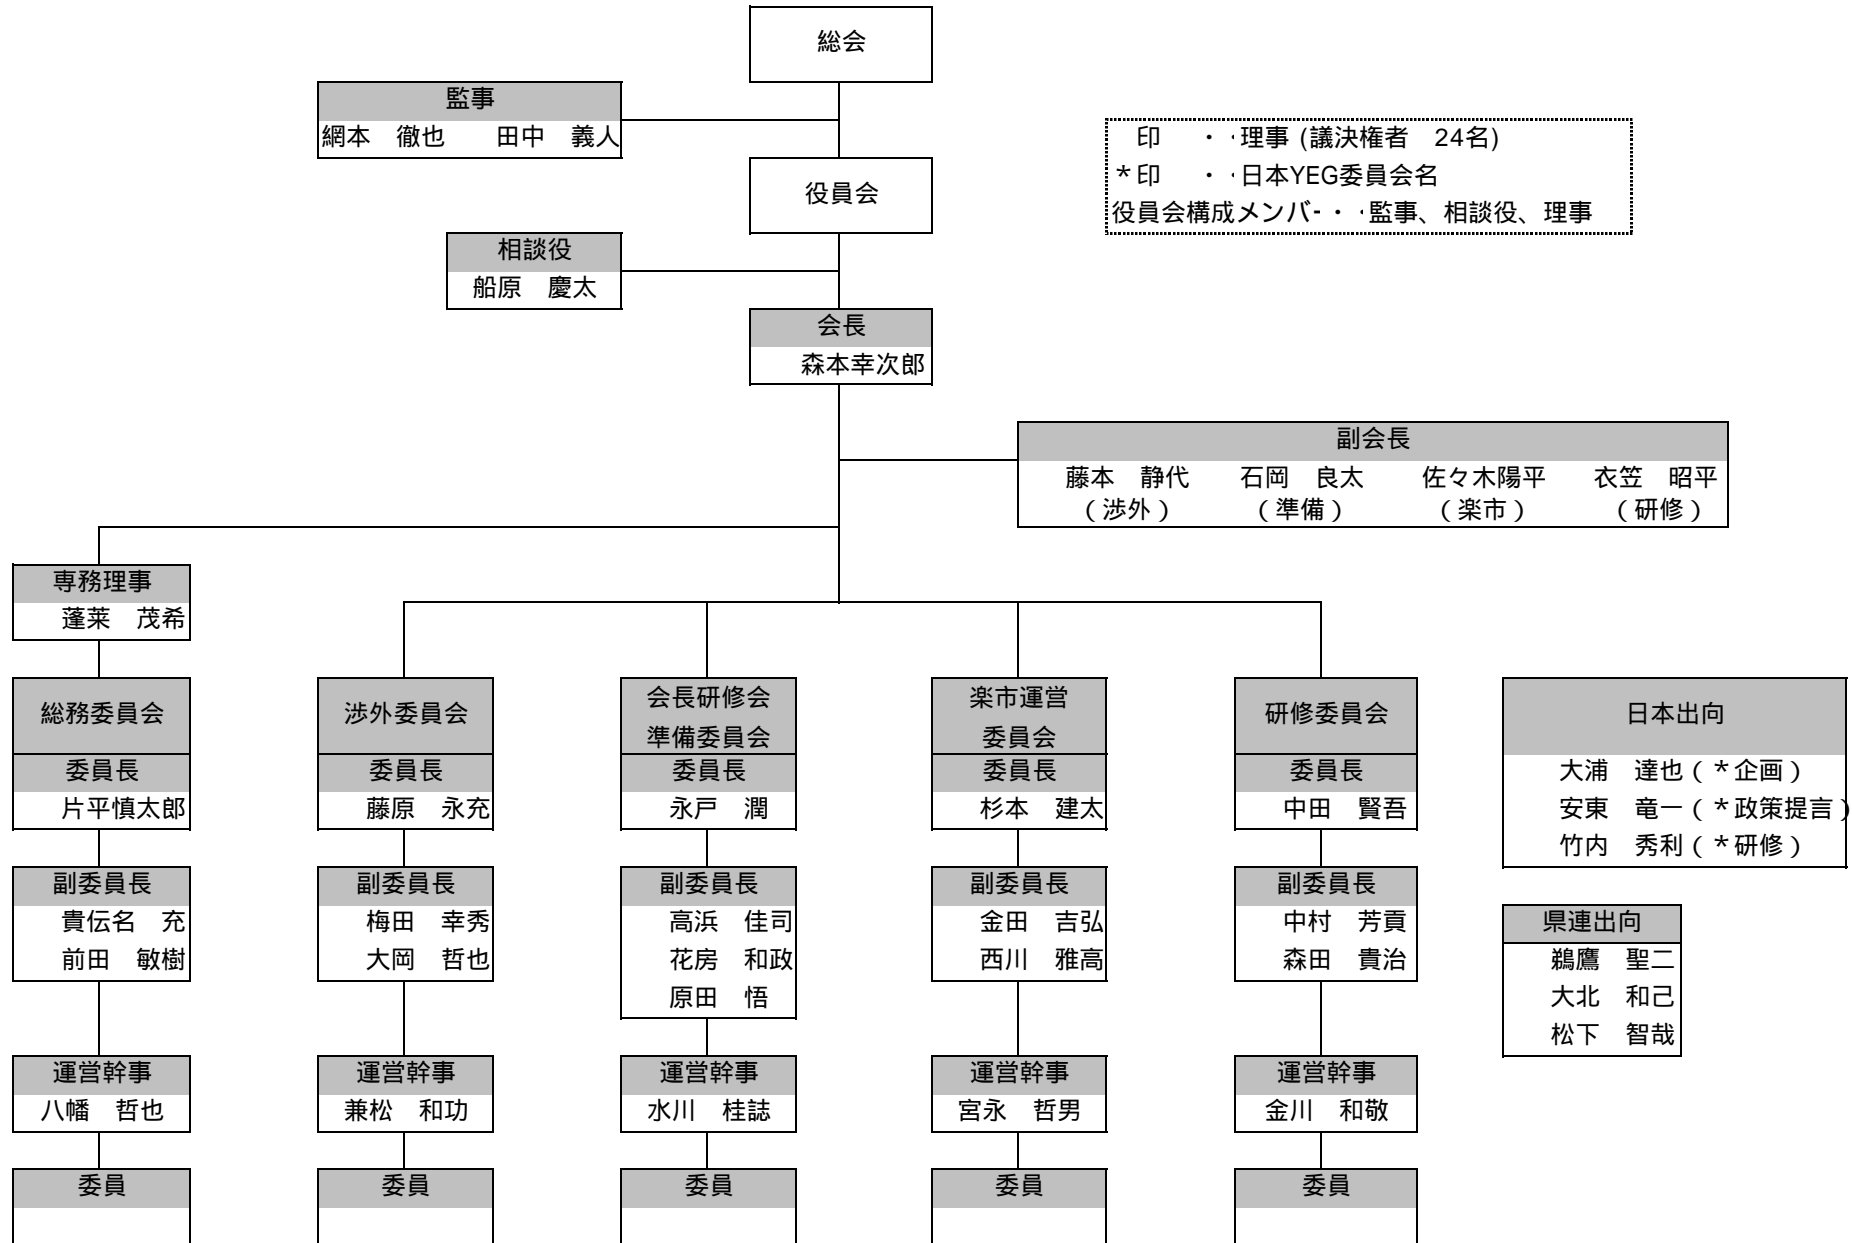 総会
監事
網本　徹也　　田中　義人
印　・・理事 (議決権者　24名)
*印　・・日本YEG委員会名
役員会構成メンバ-・・監事、相談役、理事
役員会
相談役
船原　慶太
会長
森本幸次郎
副会長
藤本　静代　石岡　良太　佐々木陽平　衣笠　昭平
(渉外)　(準備)　(楽市)　(研修)
専務理事
蓬莱　茂希
総務委員会
委員長
片平慎太郎
副委員長
貴伝名　充
前田　敏樹
運営幹事
八幡　哲也
委員
渉外委員会
委員長
藤原　永充
副委員長
梅田　幸秀
大岡　哲也
運営幹事
兼松　和功
委員
会長研修会
準備委員会
委員長
永戸　潤
副委員長
高浜　佳司
花房　和政
原田　悟
運営幹事
水川　桂誌
委員
楽市運営
委員会
委員長
杉本　建太
副委員長
金田　吉弘
西川　雅高
運営幹事
宮永　哲男
委員
研修委員会
委員長
中田　賢吾
副委員長
中村　芳貢
森田　貴治
運営幹事
金川　和敬
委員
日本出向
大浦　達也(*企画)
安東　竜一(*政策提言)
竹内　秀利(*研修)
県連出向
鵜鷹　聖二
大北　和己
松下　智哉